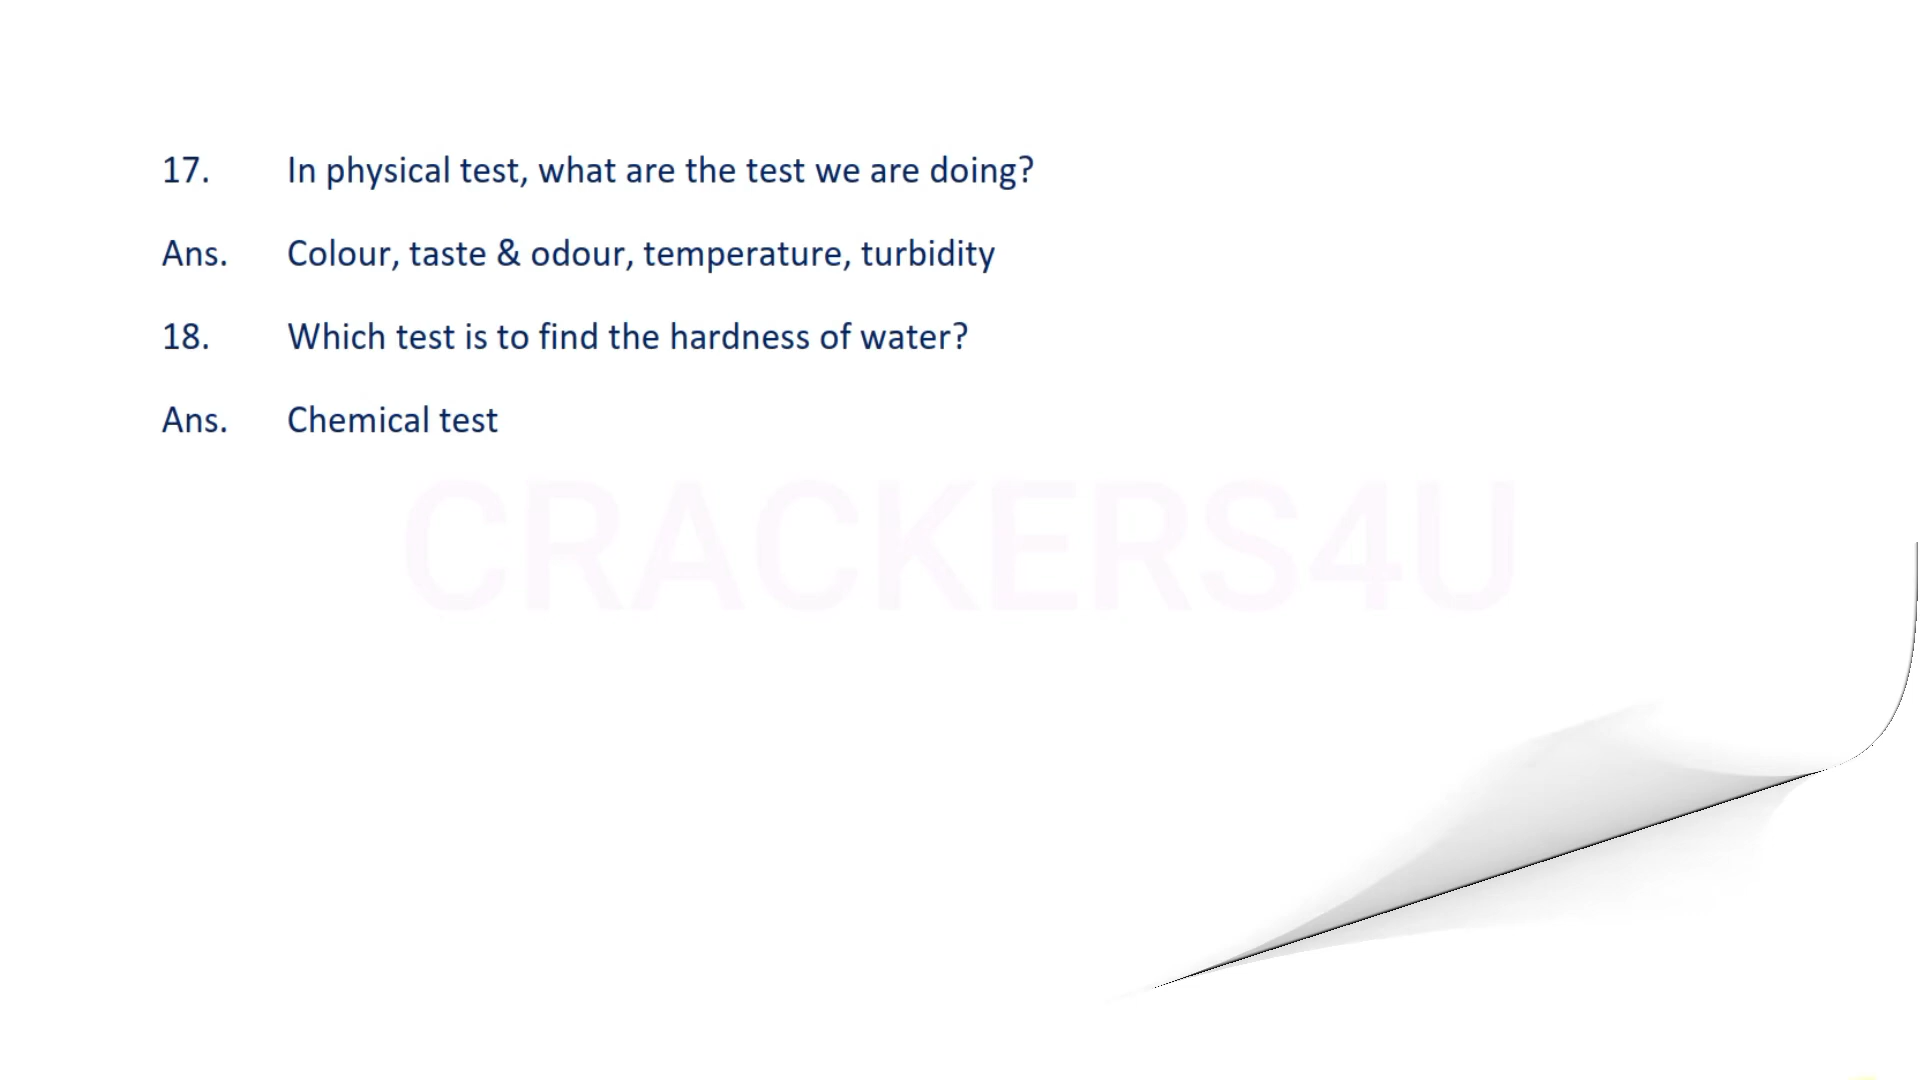 17. In physical test, what are the test we are doing?
Ans. Colour, taste & odour, temperature, turbidity
18. Which test is to find the hardness of water?
Ans. Chemical test
CRACKERS4U